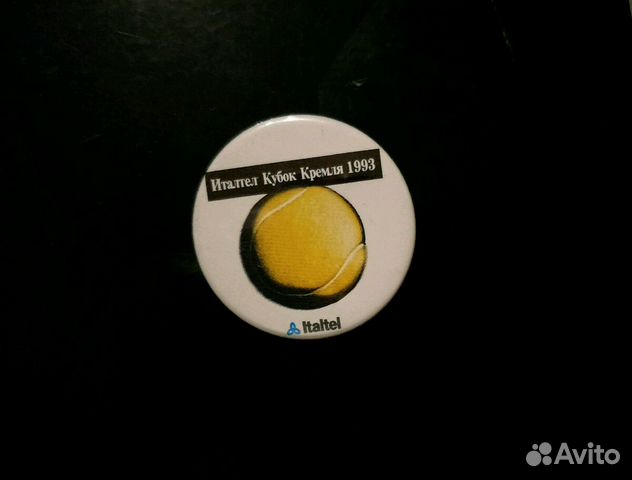 Италтел Кубок Кремля 1993
Italtel
Avito